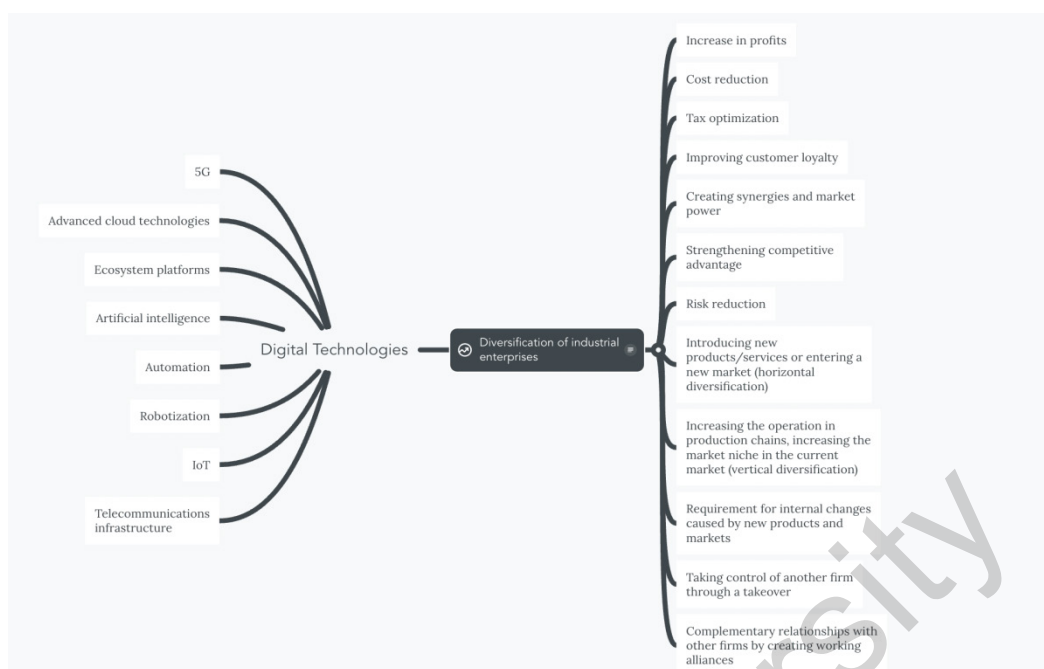 5G
Advanced cloud technologies
Ecosystem platforms
Artificial intelligence
Automation
Robotization
IoT
Telecommunications
infrastructure
Digital Technologies
Diversification of industrial
enterprises
Increase in profits
Cost reduction
Tax optimization
Improving customer loyalty
Creating synergies and market
power
Strengthening competitive
advantage
Risk reduction
Introducing new
products/services or entering a
new market (horizontal
diversification)
Increasing the operation in
production chains, increasing the
market niche in the current
market (vertical diversification)
Requirement for internal changes
caused by new products and
markets
Taking control of another firm
through a takeover
Complementary relationships with
other firms by creating working
alliances
rsity